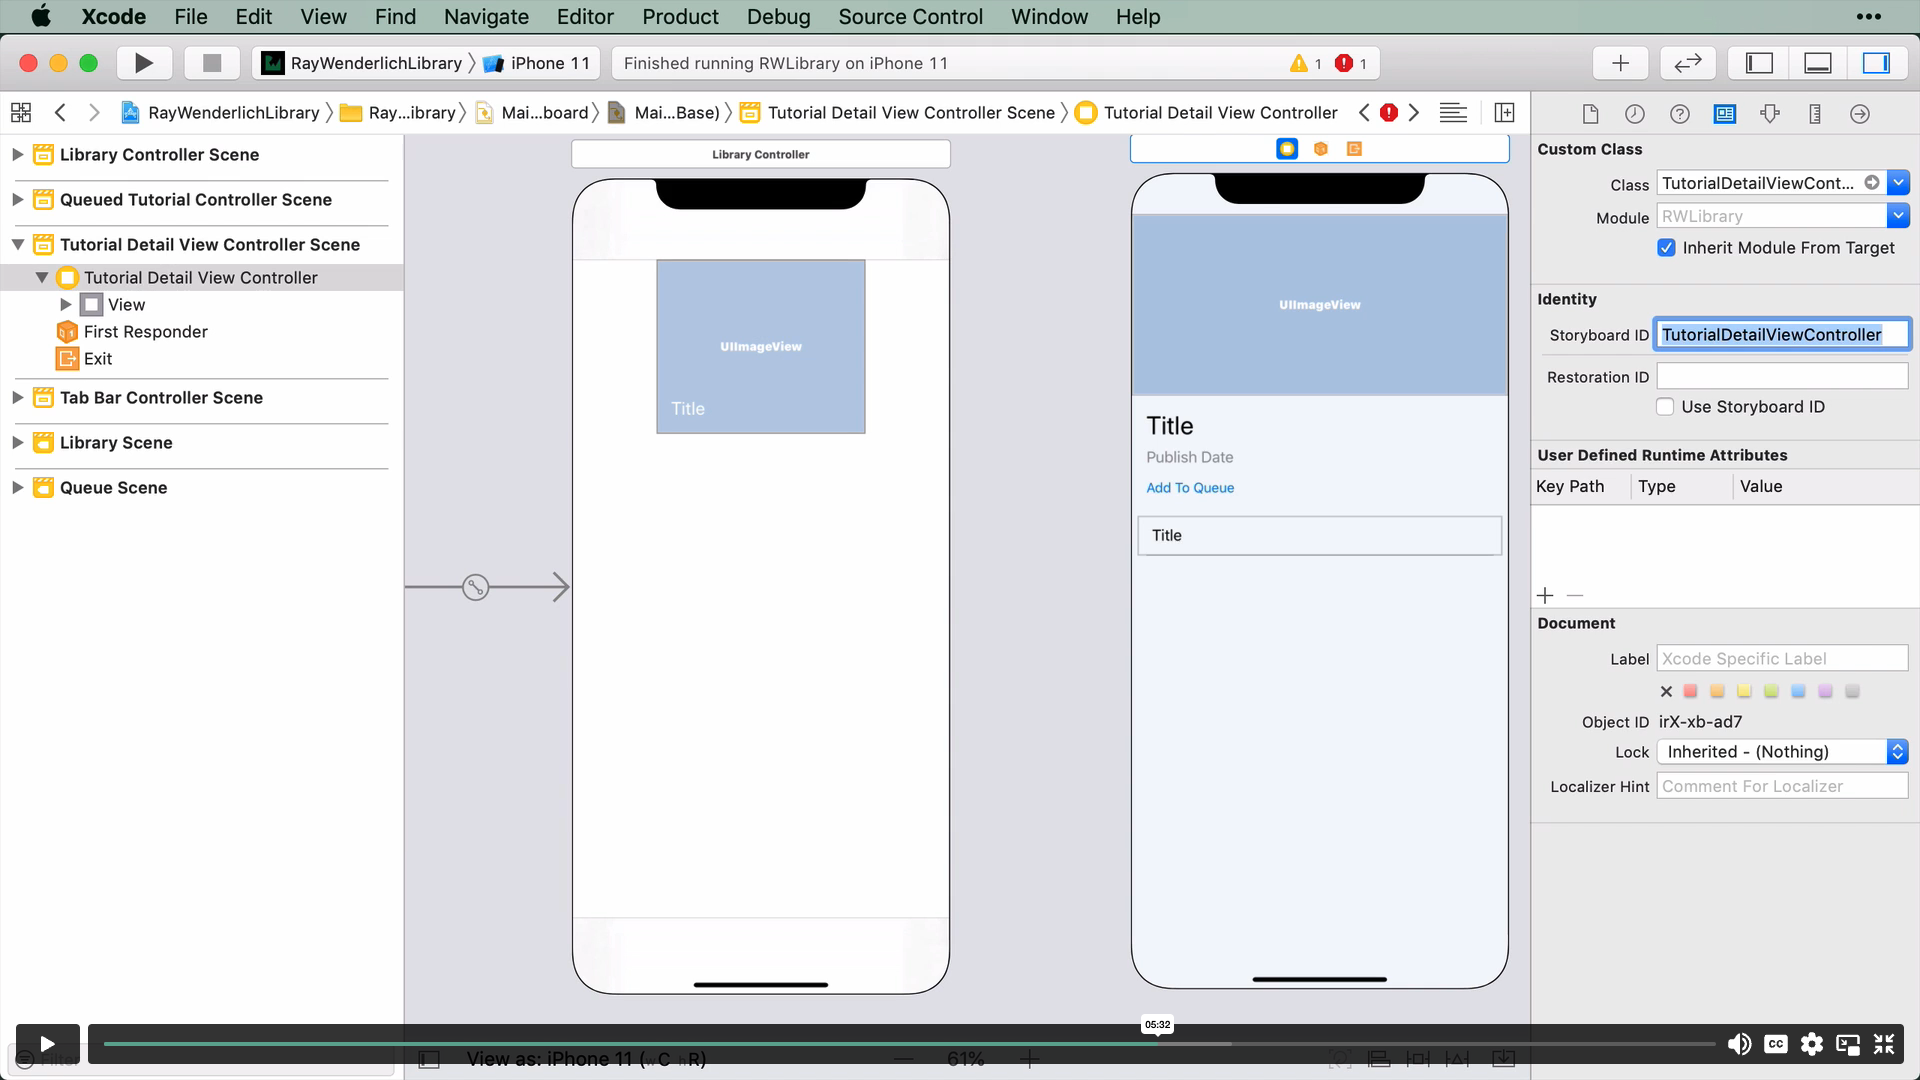 Xcode File Edit View Find Navigate Editor Product Debug Source Control Window Help
RayWenderlichLibrary iPhone 11
Finished running RWLibrary on iPhone 11
1 1
RayWenderlichLibrary Ray...ibrary Mai...board Mai...Base) Tutorial Detail View Controller Scene Tutorial Detail View Controller
Library Controller Scene
Queued Tutorial Controller Scene
Tutorial Detail View Controller Scene
Tutorial Detail View Controller
View
First Responder
Exit
Tab Bar Controller Scene
Library Scene
Queue Scene
Library Controller
UIImageView
Title
UIImageView
Title
Publish Date
Add To Queue
Title
Custom Class
Class TutorialDetailViewCont...
Module RWLibrary
Inherit Module From Target
Identity
Storyboard ID TutorialDetailViewController
Restoration ID
Use Storyboard ID
User Defined Runtime Attributes
Key Path Type Value
Document
Label Xcode Specific Label
Object ID irX-xb-ad7
Lock Inherited - (Nothing)
Localizer Hint Comment For Localizer
05:32
Filter
View as: iPhone 11 (wC hR)
61%
CC